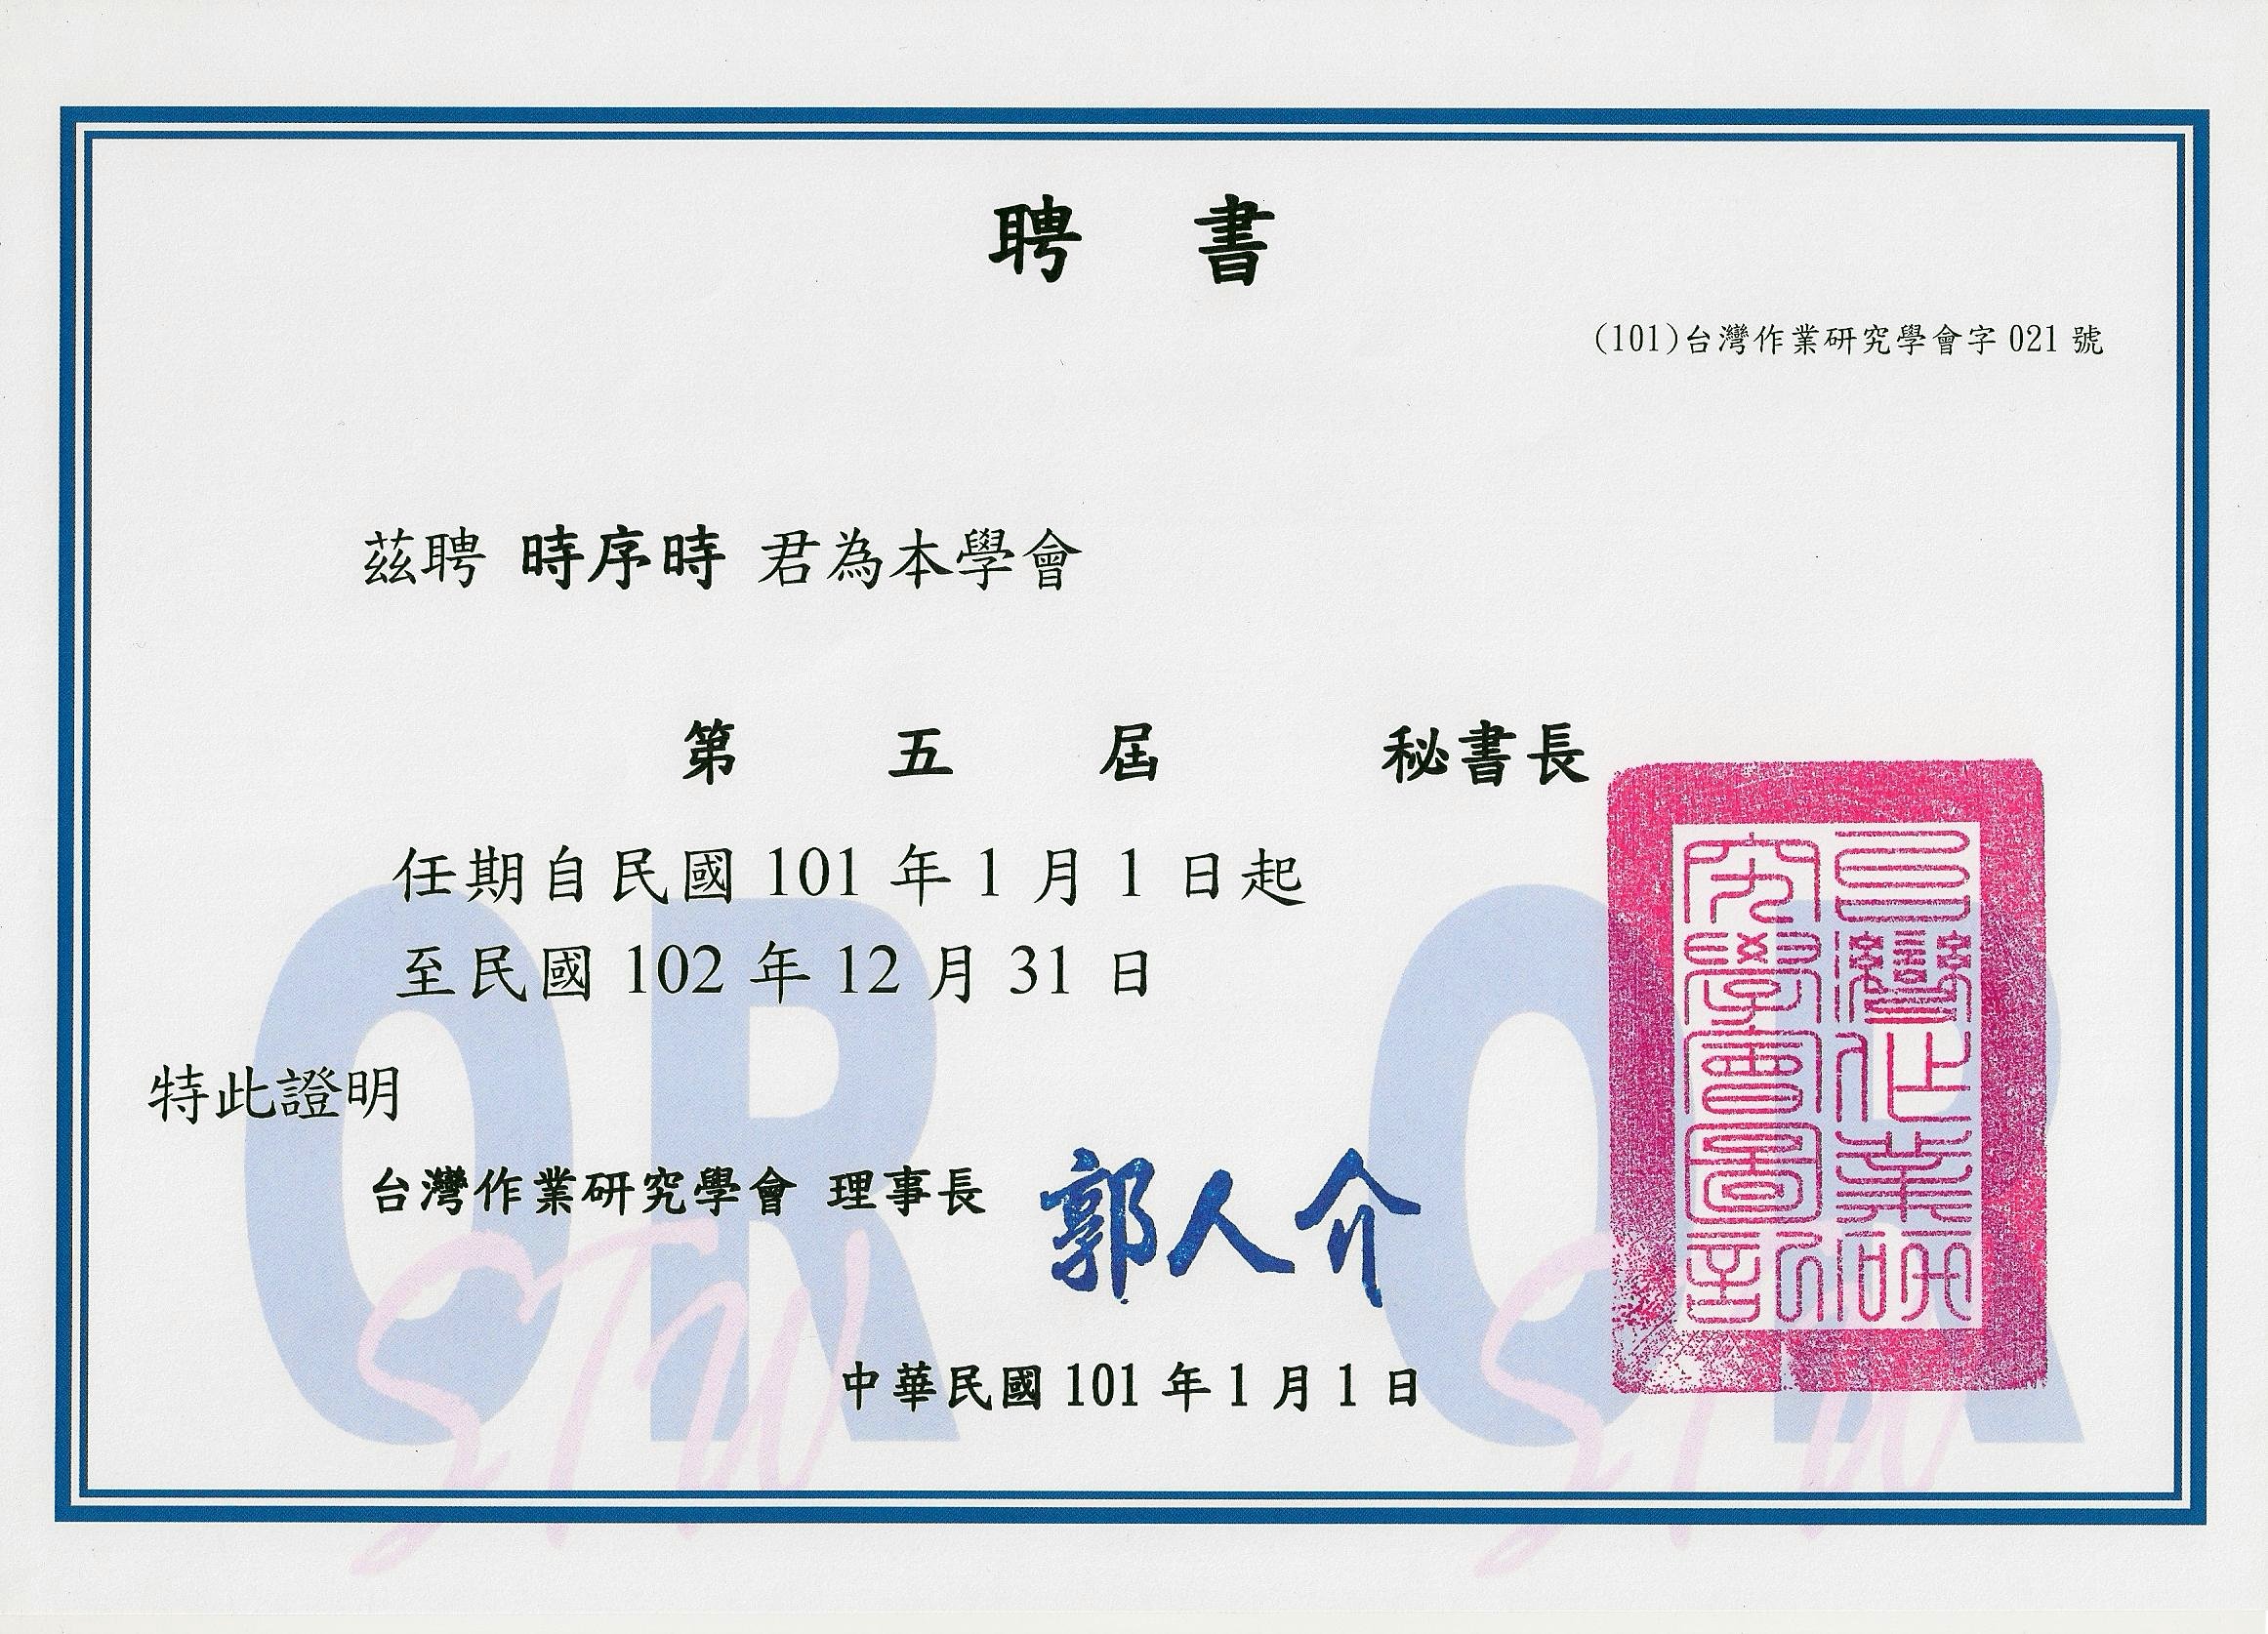 聘書
(101)台灣作業研究學會字 021 號
茲聘 時序時 君為本學會
第 五 屆 秘書長
任期自民國 101 年 1 月 1 日起
至民國 102 年 12 月 31 日
特此證明
台灣作業研究學會 理事長 郭人介
中華民國 101 年 1 月 1 日
台灣作業研
究學會圖記
OR OR
STW STW